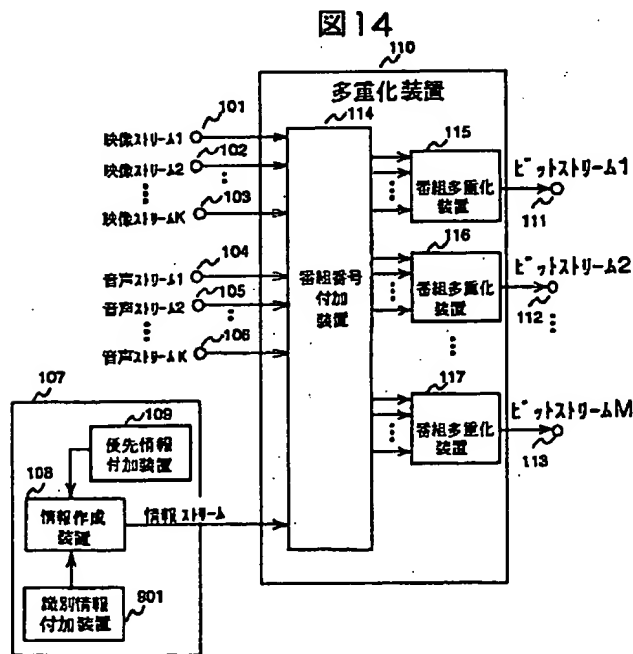 図14
110
多重化装置
101
映像ストリーム1
102
映像ストリーム2
103
映像ストリームK
104
音声ストリーム1
105
音声ストリーム2
106
音声ストリームK
114
番組番号
付加
装置
115
番組多重化
装置
ビットストリーム1
111
116
番組多重化
装置
ビットストリーム2
112
117
番組多重化
装置
ビットストリームM
113
107
109
優先情報
付加装置
108
情報作成
装置
情報ストリーム
識別情報
付加装置
801